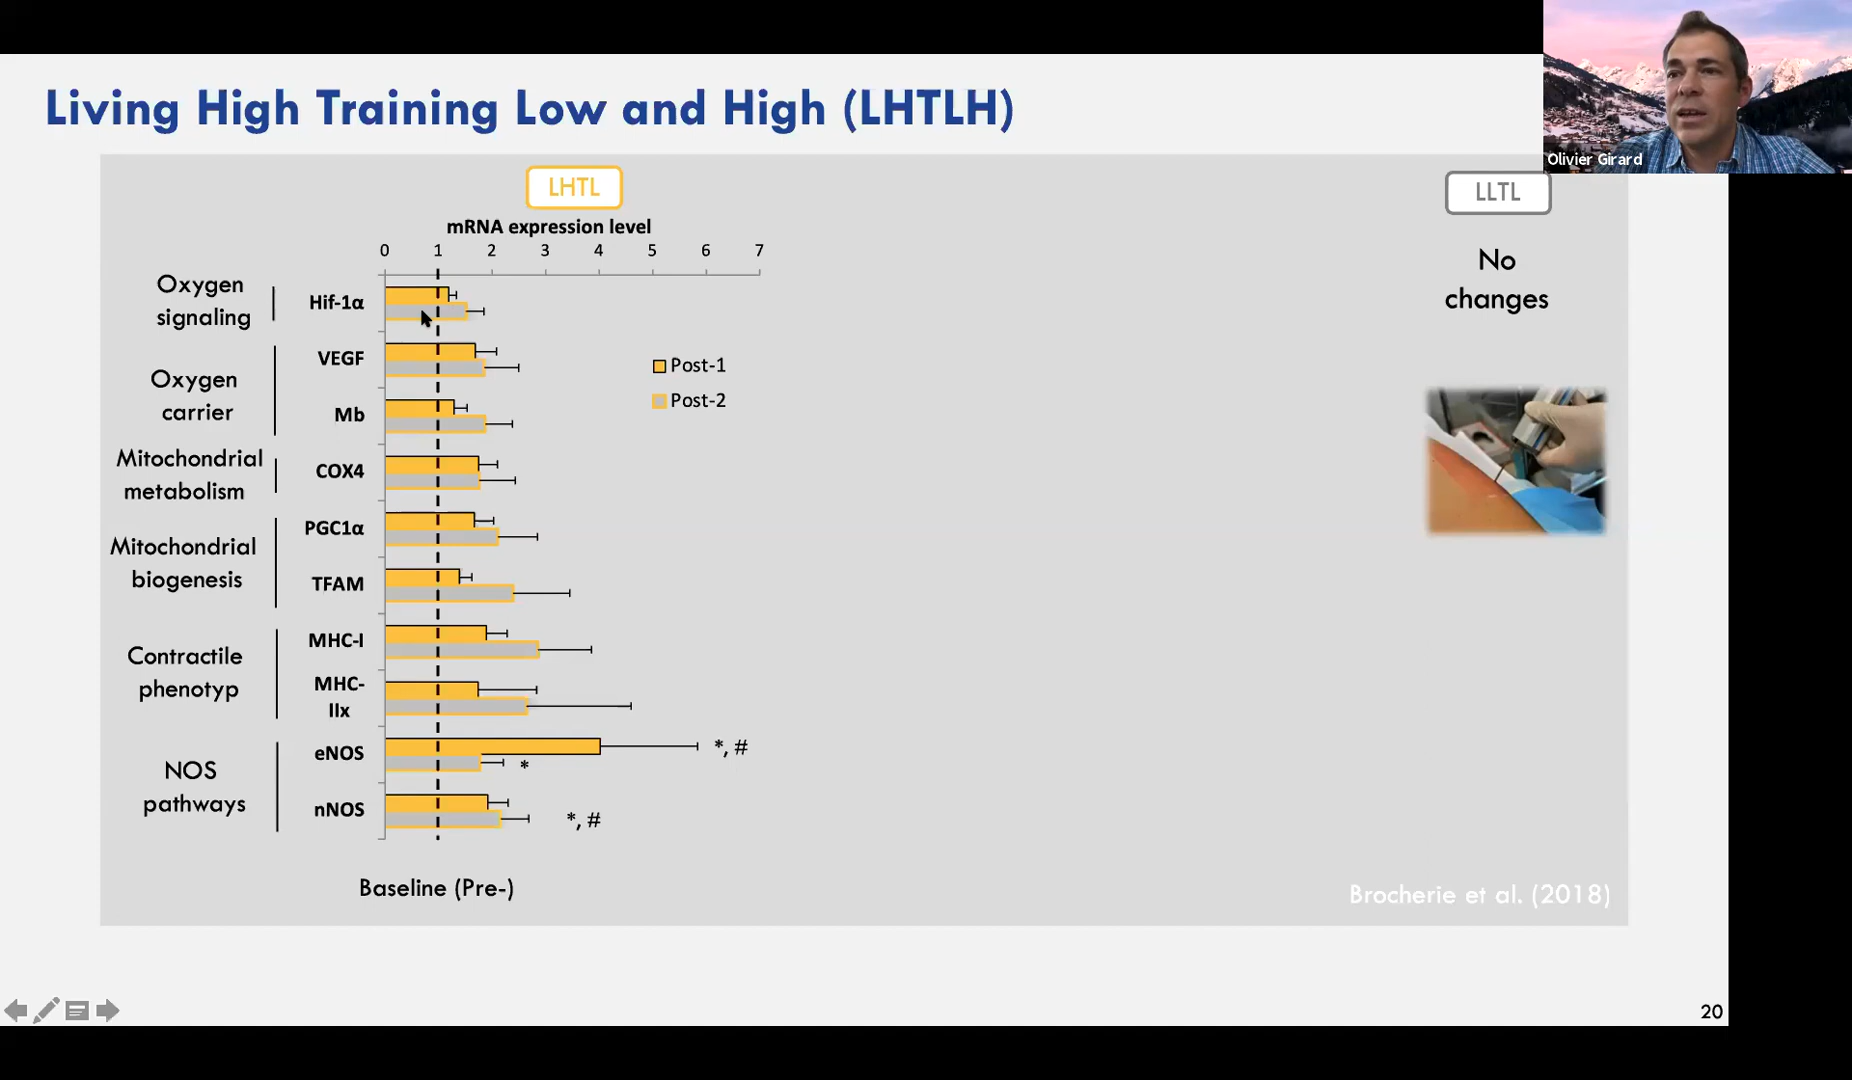 Living High Training Low and High (LHTLH)
Olivier Girard
LHTL
LLTL
mRNA expression level
0 1 2 3 4 5 6 7
No
changes
Oxygen
signaling
Hif-1α
Oxygen
carrier
VEGF
Mb
Mitochondrial
metabolism
COX4
Mitochondrial
biogenesis
PGC1α
TFAM
Contractile
phenotyp
MHC-I
MHC-
IIx
NOS
pathways
eNOS
nNOS
Post-1
Post-2
*, #
*
*, #
Baseline (Pre-)
Brocherie et al. (2018)
20